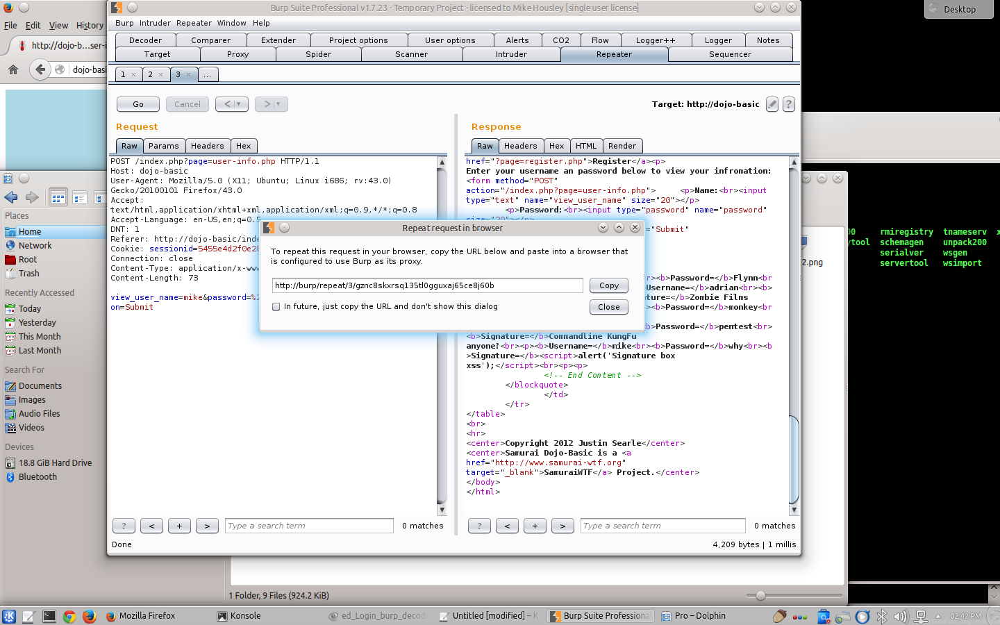 Burp Suite Professional v1.7.23 - Temporary Project - licensed to Mike Housley [single user license]
Desktop
File Edit View History
Burp Intruder Repeater Window Help
Decoder Comparer Extender Project options User options Alerts CO2 Flow Logger++ Logger Notes
http://dojo-b...ser-i
Target Proxy Spider Scanner Intruder Repeater Sequencer
dojo-basi
1 × 2 × 3 × ...
Go Cancel < >
Target: http://dojo-basic
?
Request
Raw Params Headers Hex
POST /index.php?page=user-info.php HTTP/1.1
Host: dojo-basic
User-Agent: Mozilla/5.0 (X11; Ubuntu; Linux i686; rv:43.0)
Gecko/20100101 Firefox/43.0
Accept:
text/html,application/xhtml+xml,application/xml;q=0.9,*/*;q=0.8
Accept-Language: en-US,en;q=0.5
DNT: 1
Referer: http://dojo-basic/inde
Cookie: sessionid=5455e4d2f0e28
Connection: close
Content-Type: application/x-www
Content-Length: 73
view_user_name=mike&password=%2
on=Submit
Response
Raw Headers Hex HTML Render
href="?page=register.php">Register</a><p>
Enter your username an password below to view your infromation:
<form method="POST"
action="/index.php?page=user-info.php"> <p>Name:<br><input
type="text" name="view_user_name" size="20"></p>
<p>Password:<br><input type="password" name="password"
size="20"></p>
="Submit"
<br><b>Password=</b>Flynn<br
Username=</b>adrian<br><b>
ture=</b>Zombie Films
<b>Password=</b>monkey<br
b>Password=</b>pentest<br>
<b>Signature=</b>Commandline KungFu
anyone?<br><p><b>Username=</b>mike<br><b>Password=</b>why<br><b
>Signature=</b><script>alert('Signature box
xss');</script><br><p><p>
<!-- End Content -->
</blockquote>
</td>
</tr>
</table>
<br>
<hr>
<center>Copyright 2012 Justin Searle</center>
<center>Samurai Dojo-Basic is a <a
href="http://www.samurai-wtf.org"
target="_blank">SamuraiWTF</a> Project.</center>
</body>
</html>
Repeat request in browser
To repeat this request in your browser, copy the URL below and paste into a browser that
is configured to use Burp as its proxy.
http://burp/repeat/3/gznc8skxrsq135tl0gguxaj65ce8j60b
Copy
In future, just copy the URL and don't show this dialog
Close
? < + > Type a search term 0 matches
? < + > Type a search term 0 matches
Done
4,209 bytes | 1 millis
Places
Home
Network
Root
Trash
Recently Accessed
Today
Yesterday
This Month
Last Month
Search For
Documents
Images
Audio Files
Videos
Devices
18.8 GiB Hard Drive
Bluetooth
00 rmiregistry tnameserv x
ytool schemagen unpack200
serialver wsgen
servertool wsimport
2.png
1 Folder, 9 Files (924.2 KiB)
Mozilla Firefox
Konsole
ed_Login_burp_decod
Untitled [modified] – K
Burp Suite Professiona
Pro – Dolphin
02:42 PM